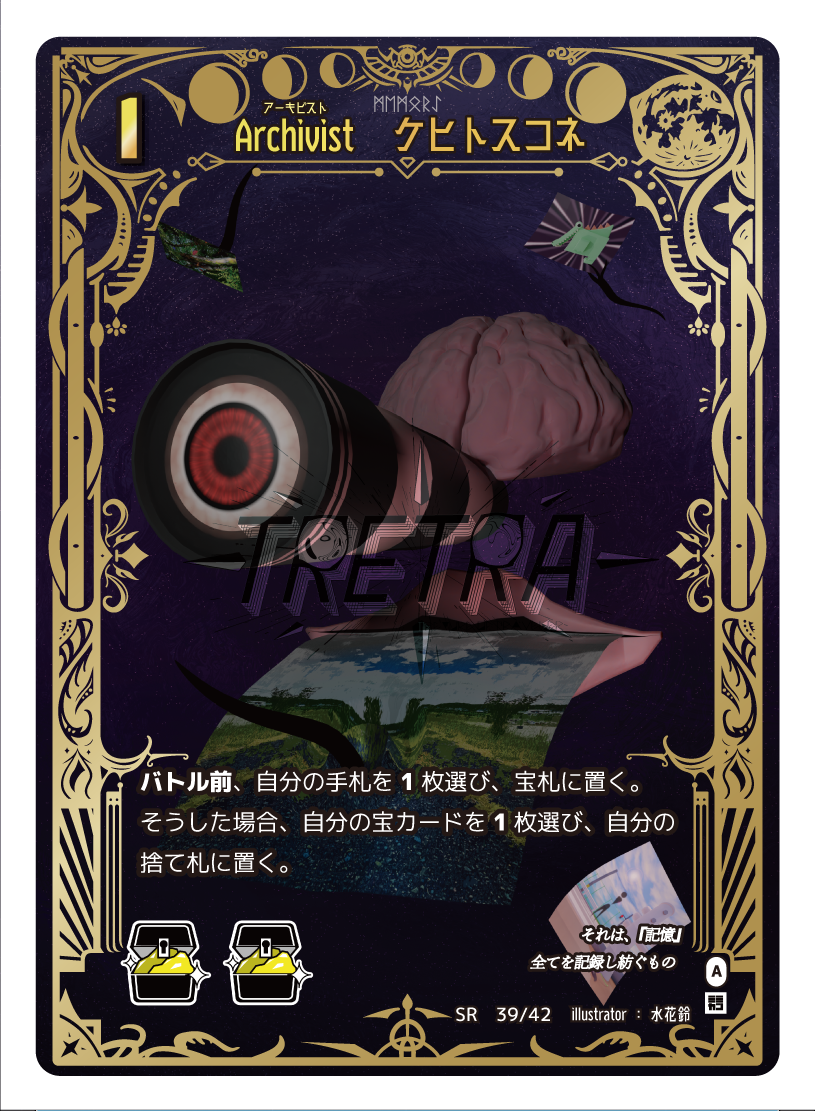 1
アーキビスト
ᛗᛖᛗᛟᚱᛇ
Archivist ケヒトスコネ
TRETRA
バトル前、自分の手札を1枚選び、宝札に置く。
そうした場合、自分の宝カードを1枚選び、自分の
捨て札に置く。
それは、『記憶』
全てを記録し紡ぐもの
A
SR 39/42 illustrator : 水花鈴